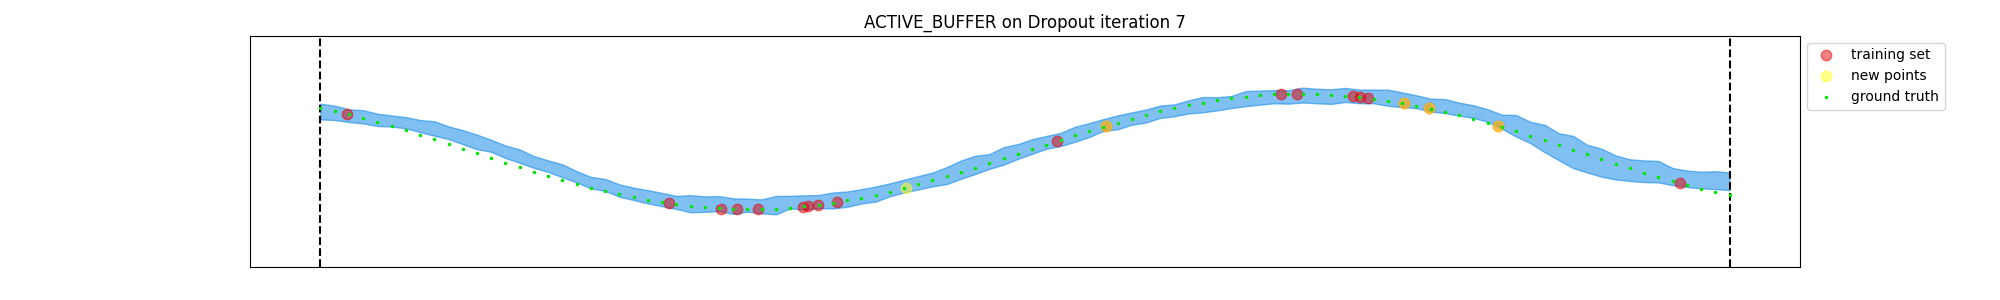 ACTIVE_BUFFER on Dropout iteration 7
training set
new points
ground truth